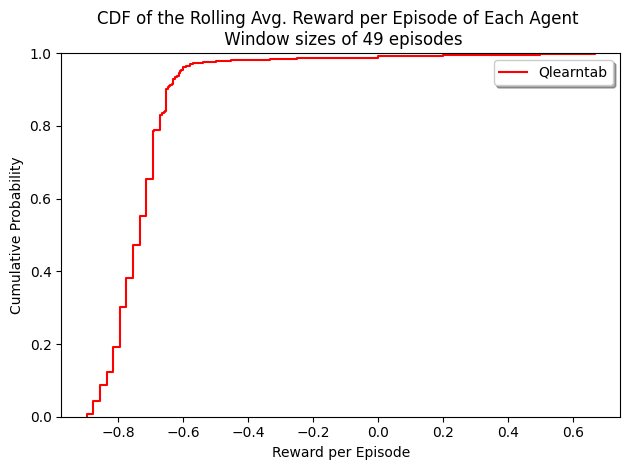 CDF of the Rolling Avg. Reward per Episode of Each Agent
Window sizes of 49 episodes
Qlearntab
Cumulative Probability
1.0
0.8
0.6
0.4
0.2
0.0
−0.8 −0.6 −0.4 −0.2 0.0 0.2 0.4 0.6
Reward per Episode